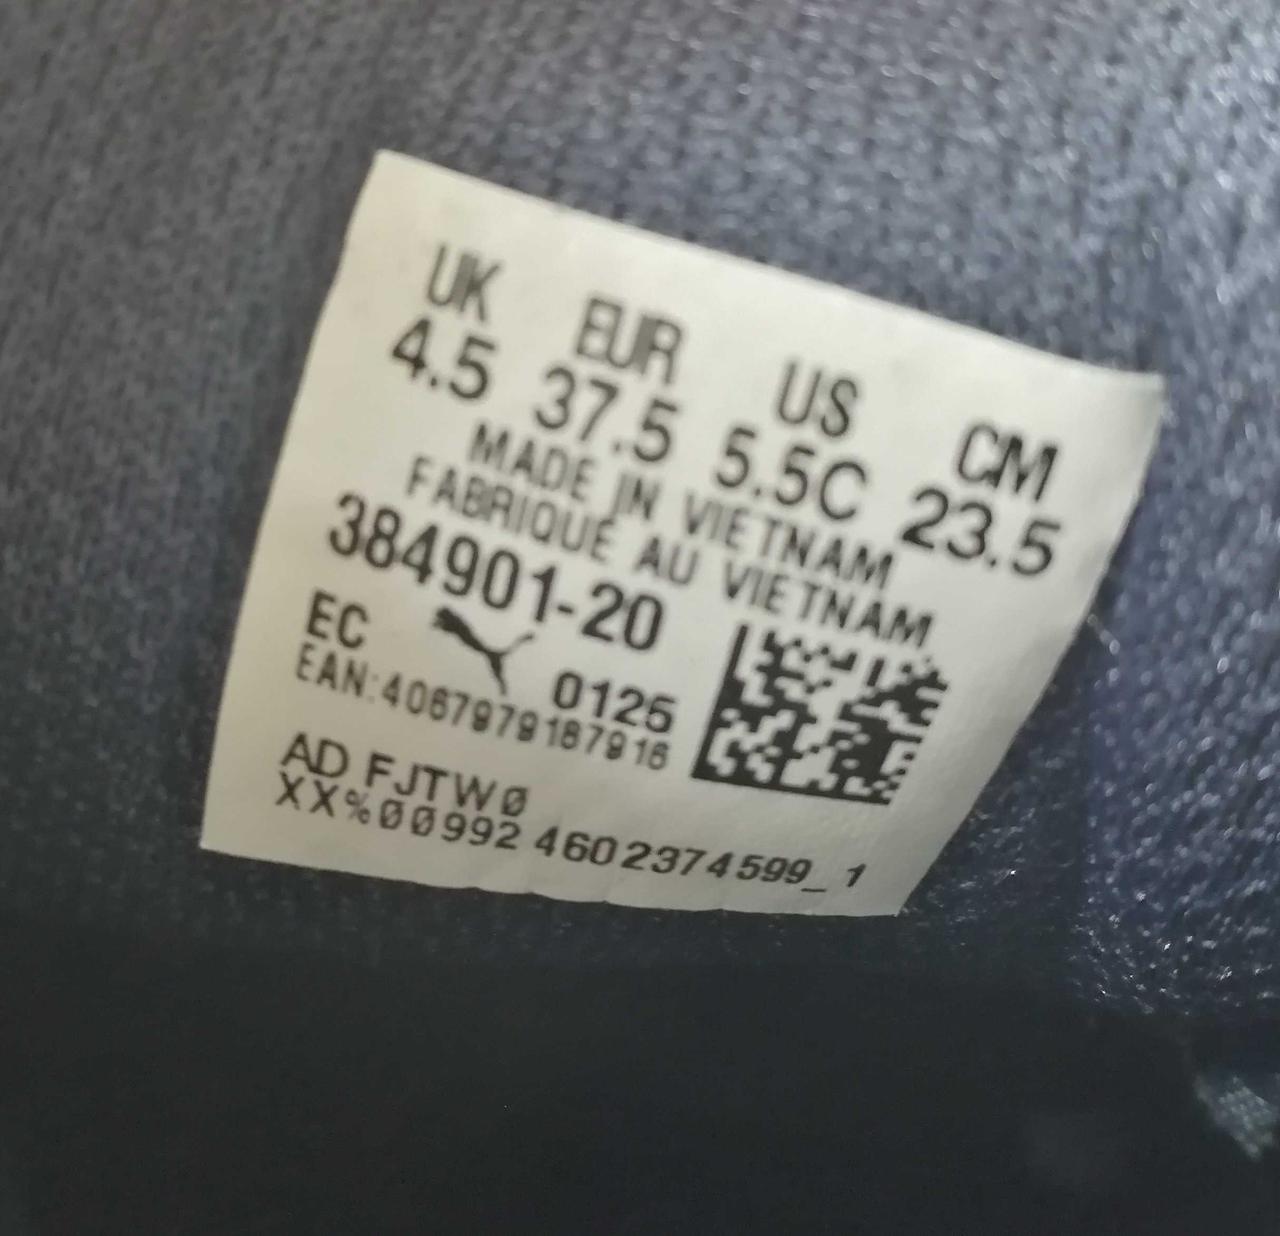 UK EUR US CM
4.5 37.5 5.5C 23.5
MADE IN VIETNAM
FABRIQUÉ AU VIETNAM
384901-20
EC 0125
EAN:4067979187916
AD FJTW0
XX%00992 4602374599_1